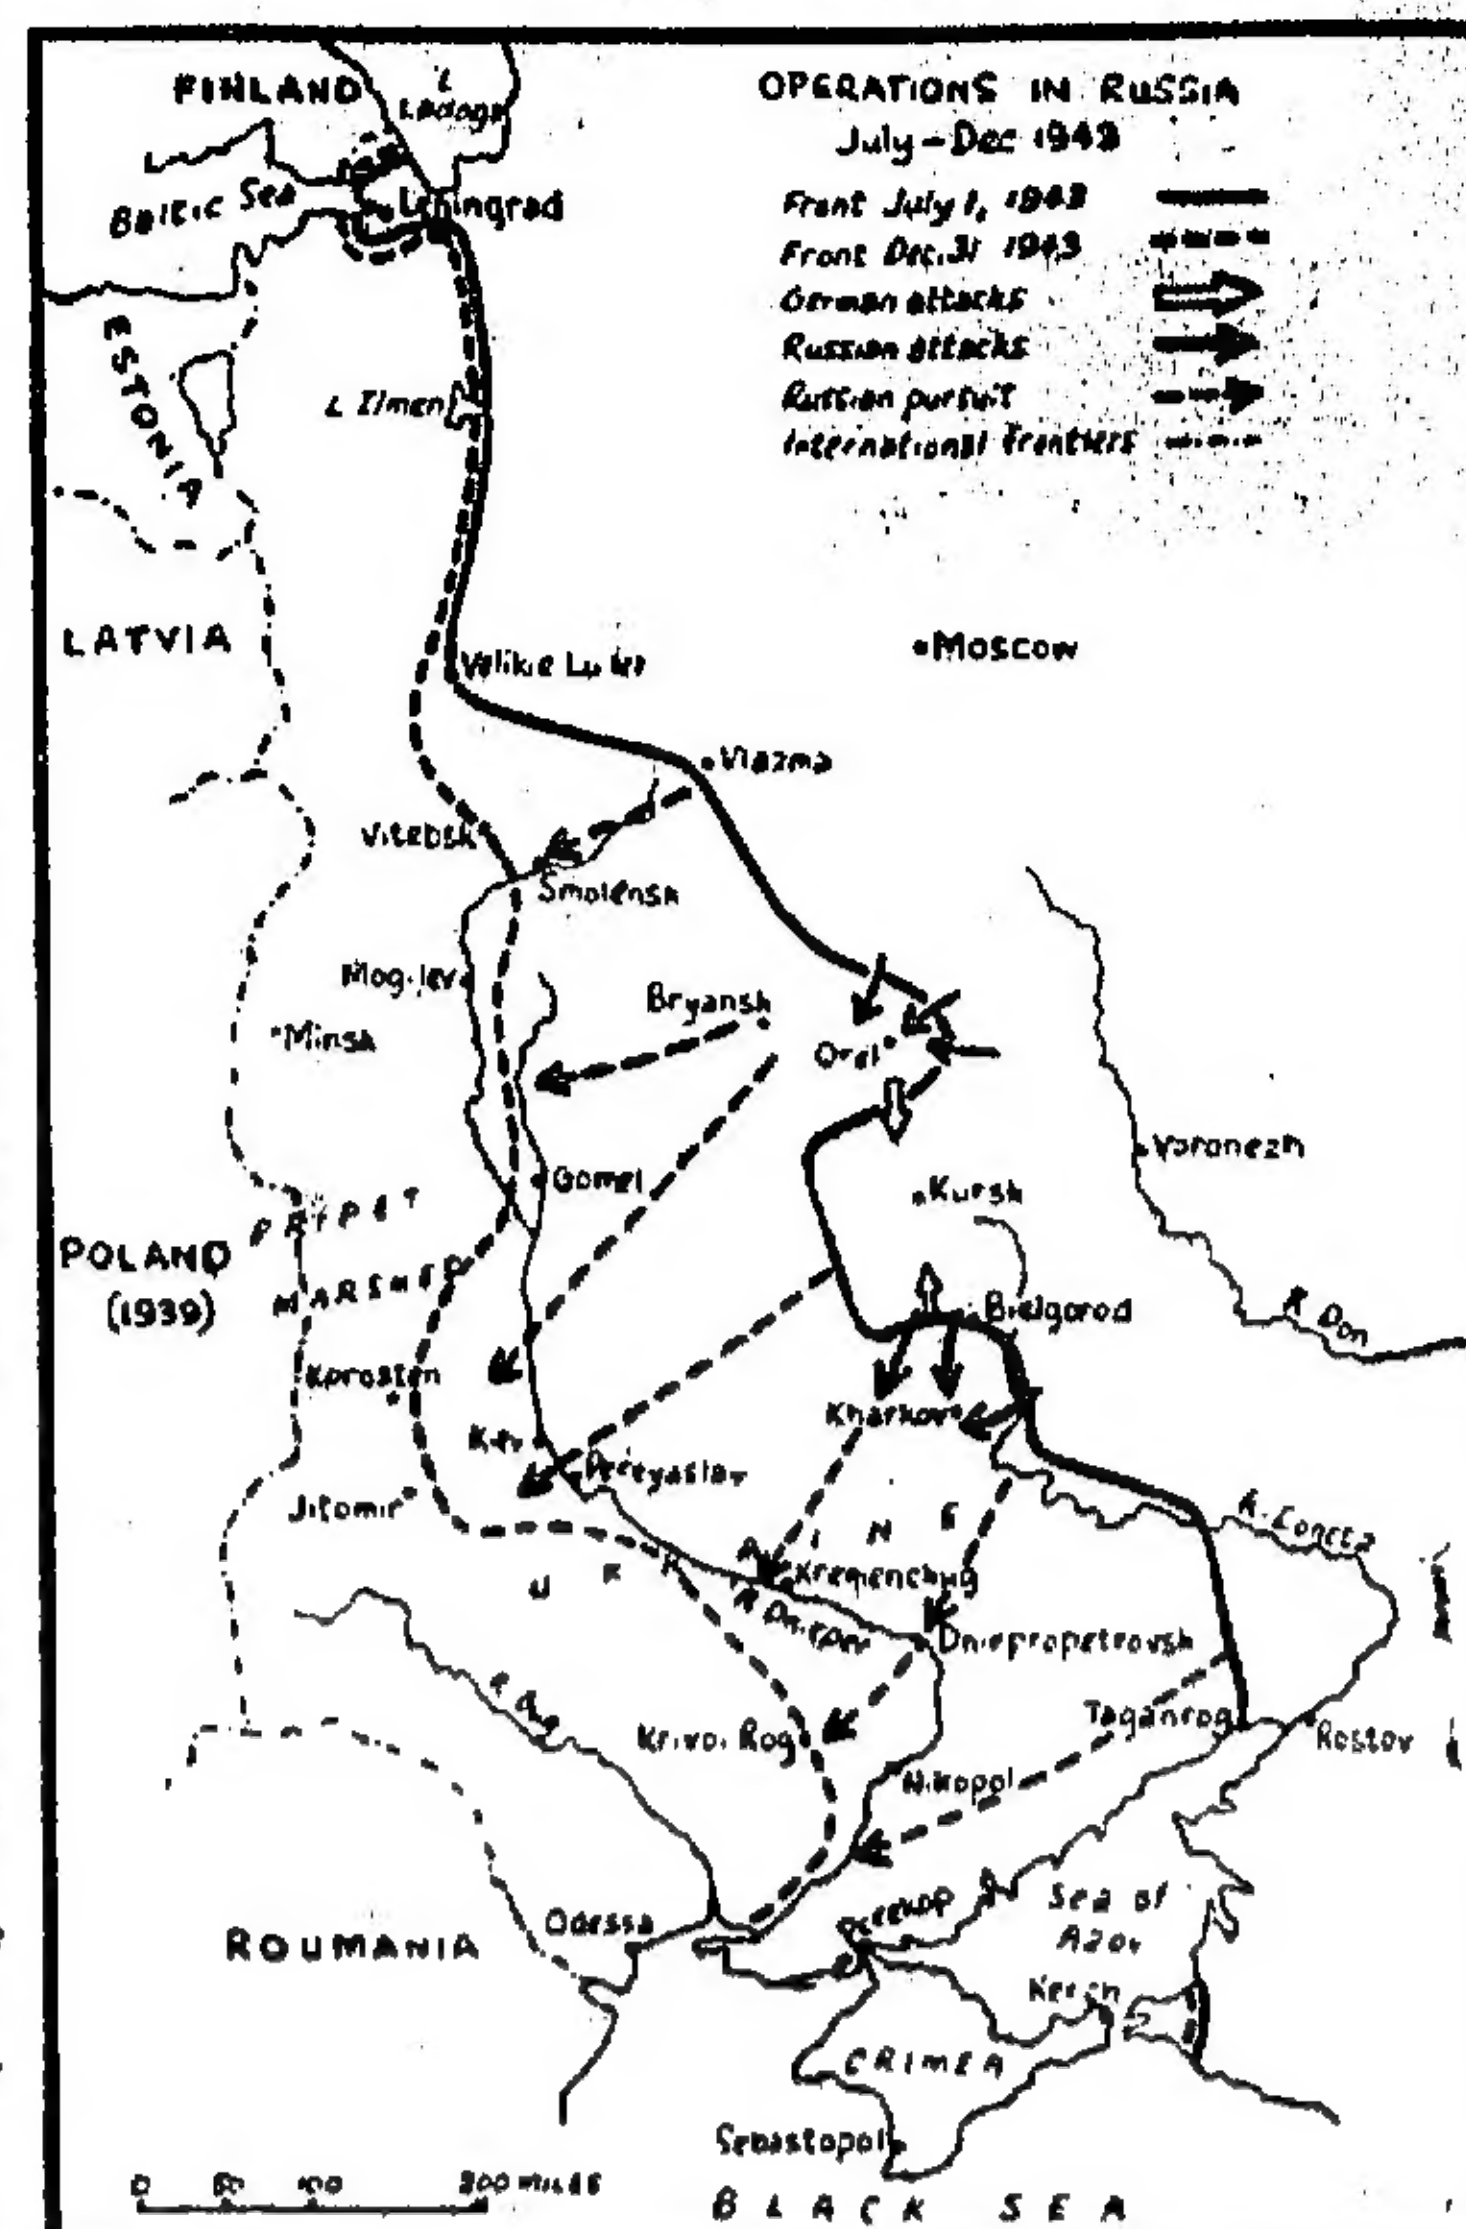 FINLAND
L
Ladoga
OPERATIONS IN RUSSIA
July - Dec 1943
Front July 1, 1943
Front Dec. 31 1943
German attacks
Russian attacks
Russian pursuit
International Frontiers
Baltic Sea
Leningrad
ESTONIA
L Ilmen
LATVIA
Velikie Luki
Moscow
Viazma
Vitebsk
Smolensk
Mogilev
Bryansk
Orel
Minsk
Gomel
Kursk
Voronezh
PRIPET
MARSHES
POLAND
(1939)
Bielgorod
R. Don
Korosten
Kharkov
Kiev
Pereyaslav
Jitomir
UKRAINE
Kremenchug
R. Dnieper
Dniepropetrovsk
R. Bug
Krivoi Rog
Nikopol
Taganrog
Rostov
Perekop
Sea of
Azov
Odessa
ROUMANIA
Kerch
CRIMEA
Sebastopol
BLACK SEA
0 50 100 200 MILES